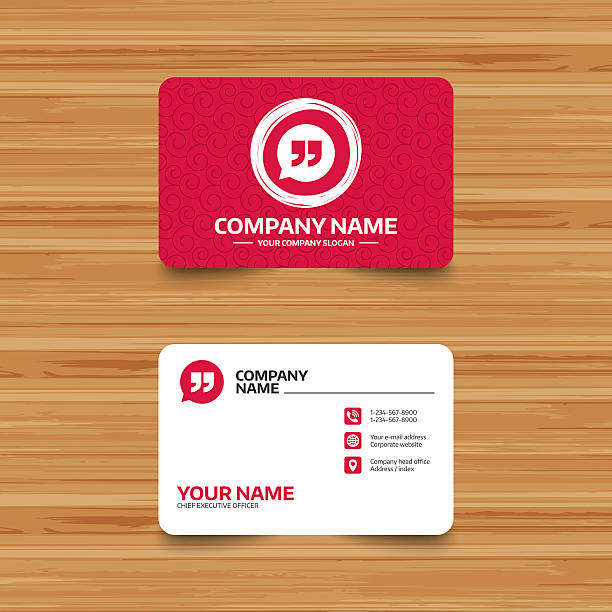 ”
COMPANY NAME
YOUR COMPANY SLOGAN
”
COMPANY
NAME
1-234-567-8900
1-234-567-8900
Your e-mail address
Corporate website
Company head office
Address / index
YOUR NAME
CHIEF EXECUTIVE OFFICER